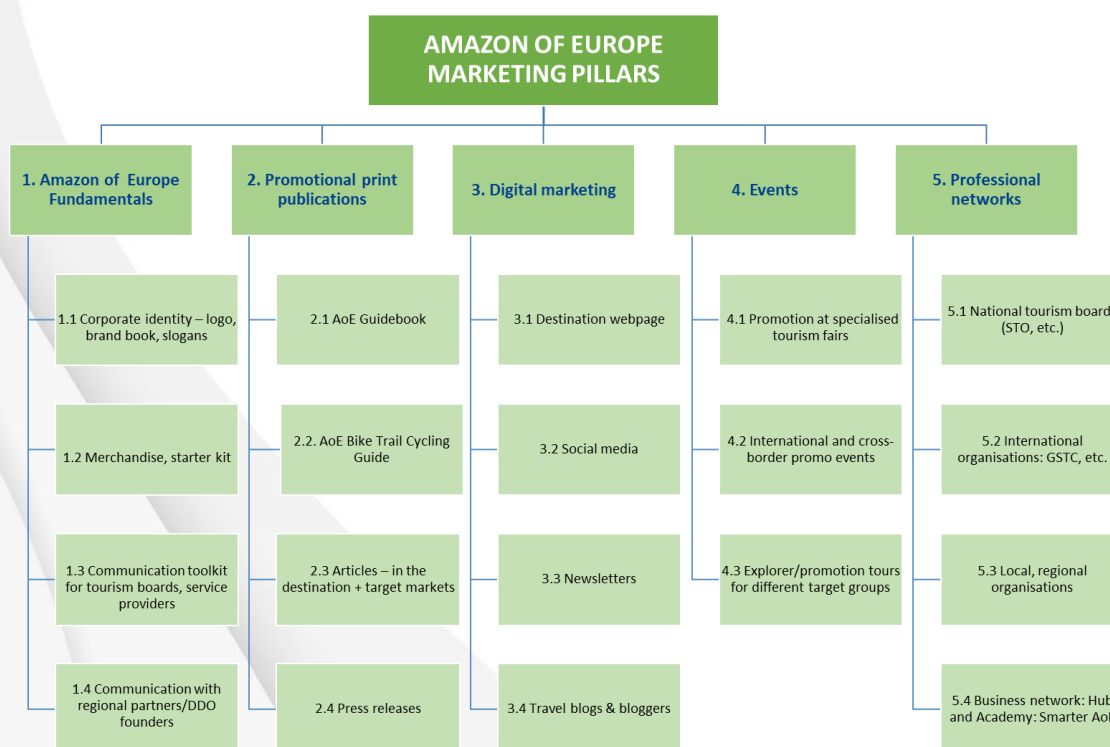 AMAZON OF EUROPE
MARKETING PILLARS
1. Amazon of Europe
Fundamentals
1.1 Corporate identity – logo,
brand book, slogans
1.2 Merchandise, starter kit
1.3 Communication toolkit
for tourism boards, service
providers
1.4 Communication with
regional partners/DDO
founders
2. Promotional print
publications
2.1 AoE Guidebook
2.2. AoE Bike Trail Cycling
Guide
2.3 Articles – in the
destination + target markets
2.4 Press releases
3. Digital marketing
3.1 Destination webpage
3.2 Social media
3.3 Newsletters
3.4 Travel blogs & bloggers
4. Events
4.1 Promotion at specialised
tourism fairs
4.2 International and cross-
border promo events
4.3 Explorer/promotion tours
for different target groups
5. Professional
networks
5.1 National tourism board
(STO, etc.)
5.2 International
organisations: GSTC, etc.
5.3 Local, regional
organisations
5.4 Business network: Hub
and Academy: Smarter